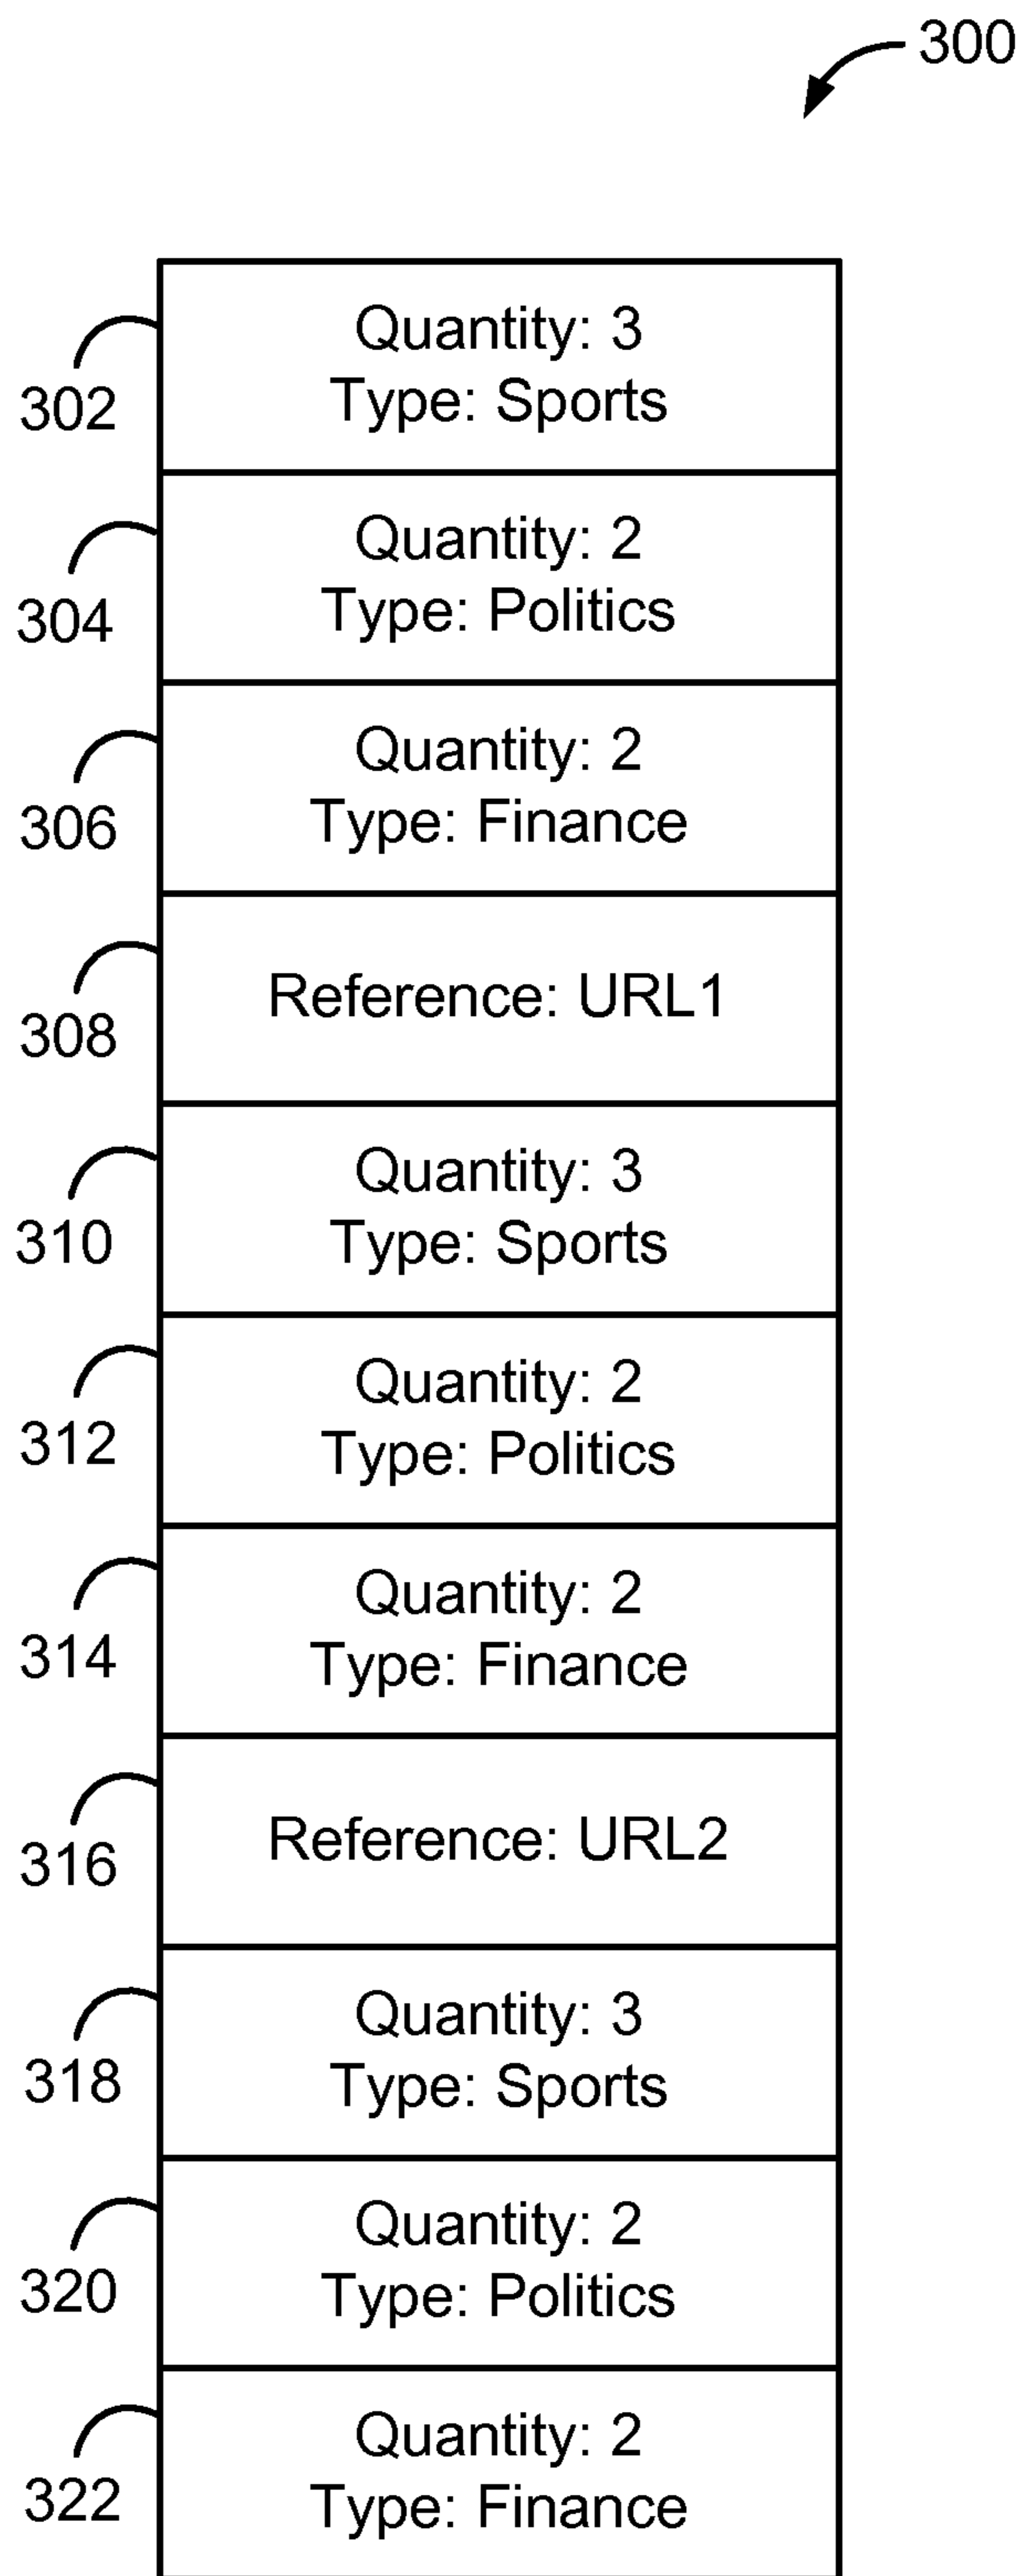 300
Quantity: 3
Type: Sports
302
Quantity: 2
Type: Politics
304
Quantity: 2
Type: Finance
306
Reference: URL1
308
Quantity: 3
Type: Sports
310
Quantity: 2
Type: Politics
312
Quantity: 2
Type: Finance
314
Reference: URL2
316
Quantity: 3
Type: Sports
318
Quantity: 2
Type: Politics
320
Quantity: 2
Type: Finance
322